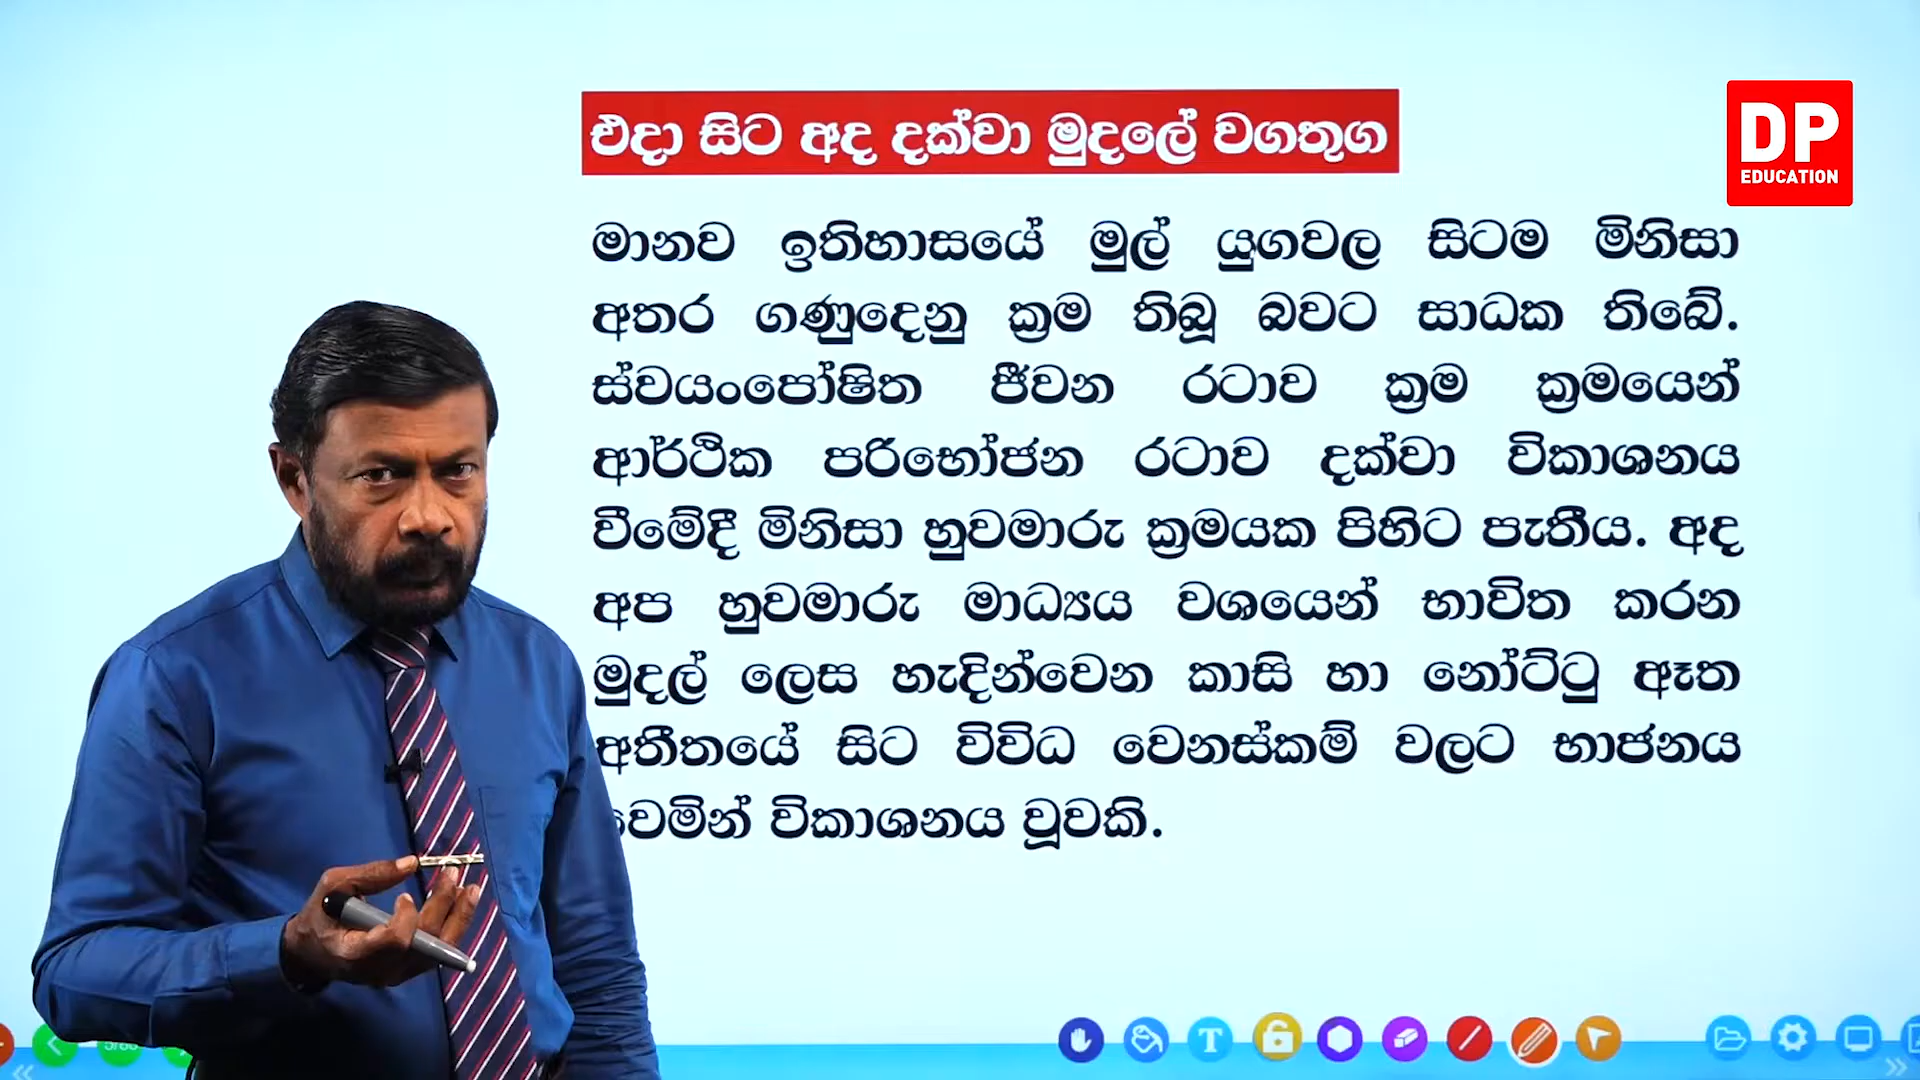 එදා සිට අද දක්වා මුදලේ වගතුග
DP
EDUCATION
මානව ඉතිහාසයේ මුල් යුගවල සිටම මිනිසා
අතර ගණුදෙනු ක්‍රම තිබූ බවට සාධක තිබේ.
ස්වයංපෝෂිත ජීවන රටාව ක්‍රම ක්‍රමයෙන්
ආර්ථික පරිභෝජන රටාව දක්වා විකාශනය
වීමේදී මිනිසා හුවමාරු ක්‍රමයක පිහිට පැතීය. අද
අප හුවමාරු මාධ්‍යය වශයෙන් භාවිත කරන
මුදල් ලෙස හැදින්වෙන කාසි හා නෝට්ටු ඈත
අතීතයේ සිට විවිධ වෙනස්කම් වලට භාජනය
වෙමින් විකාශනය වූවකි.
T